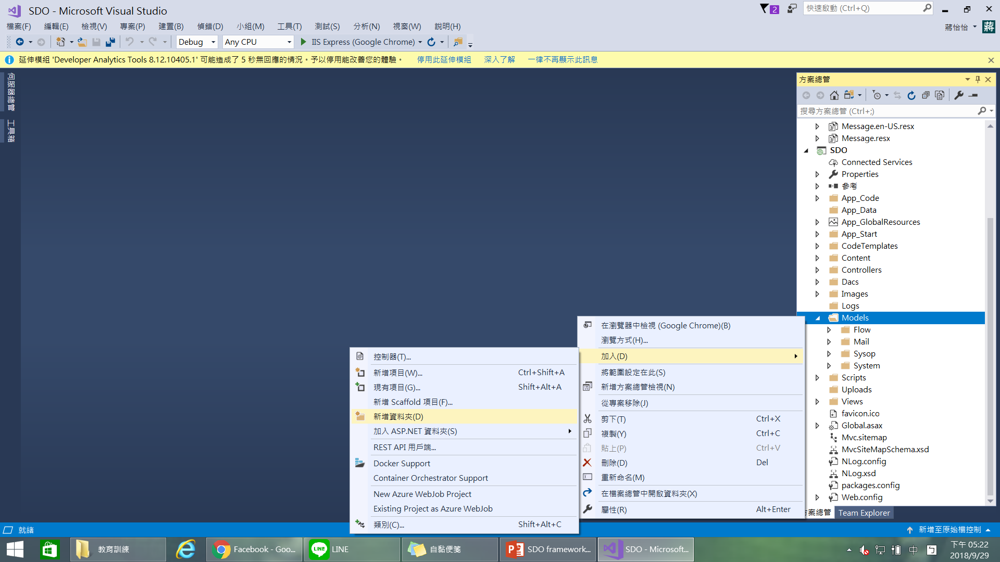 SDO - Microsoft Visual Studio
2
快速啟動 (Ctrl+Q)
檔案(F) 編輯(E) 檢視(V) 專案(P) 建置(B) 偵錯(D) 小組(M) 工具(T) 測試(S) 分析(N) 視窗(W) 說明(H)
蔣怡怡 蔣
Debug Any CPU IIS Express (Google Chrome)
延伸模組 'Developer Analytics Tools 8.12.10405.1' 可能造成了 5 秒無回應的情況。予以停用能改善您的體驗。 停用此延伸模組 深入了解 一律不再顯示此訊息
伺服器總管
工具箱
方案總管
搜尋方案總管 (Ctrl+;)
Message.en-US.resx
Message.resx
SDO
Connected Services
Properties
參考
App_Code
App_Data
App_GlobalResources
App_Start
CodeTemplates
Content
Controllers
Dacs
Images
Logs
Models
Flow
Mail
Sysop
System
Scripts
Uploads
Views
favicon.ico
Global.asax
Mvc.sitemap
MvcSiteMapSchema.xsd
NLog.config
NLog.xsd
packages.config
Web.config
方案總管 Team Explorer
在瀏覽器中檢視 (Google Chrome)(B)
瀏覽方式(H)...
加入(D)
將範圍設定在此(S)
新增方案總管檢視(N)
從專案移除(J)
剪下(T) Ctrl+X
複製(Y) Ctrl+C
貼上(P) Ctrl+V
刪除(D) Del
重新命名(M)
在檔案總管中開啟資料夾(X)
屬性(R) Alt+Enter
控制器(T)...
新增項目(W)... Ctrl+Shift+A
現有項目(G)... Shift+Alt+A
新增 Scaffold 項目(F)...
新增資料夾(D)
加入 ASP.NET 資料夾(S)
REST API 用戶端...
Docker Support
Container Orchestrator Support
New Azure WebJob Project
Existing Project as Azure WebJob
類別(C)... Shift+Alt+C
就緒
新增至原始檔控制
教育訓練
Facebook - Goo...
LINE
LINE
自黏便箋
SDO framework...
SDO - Microsoft...
中
ㄅ
下午 05:22
2018/9/29